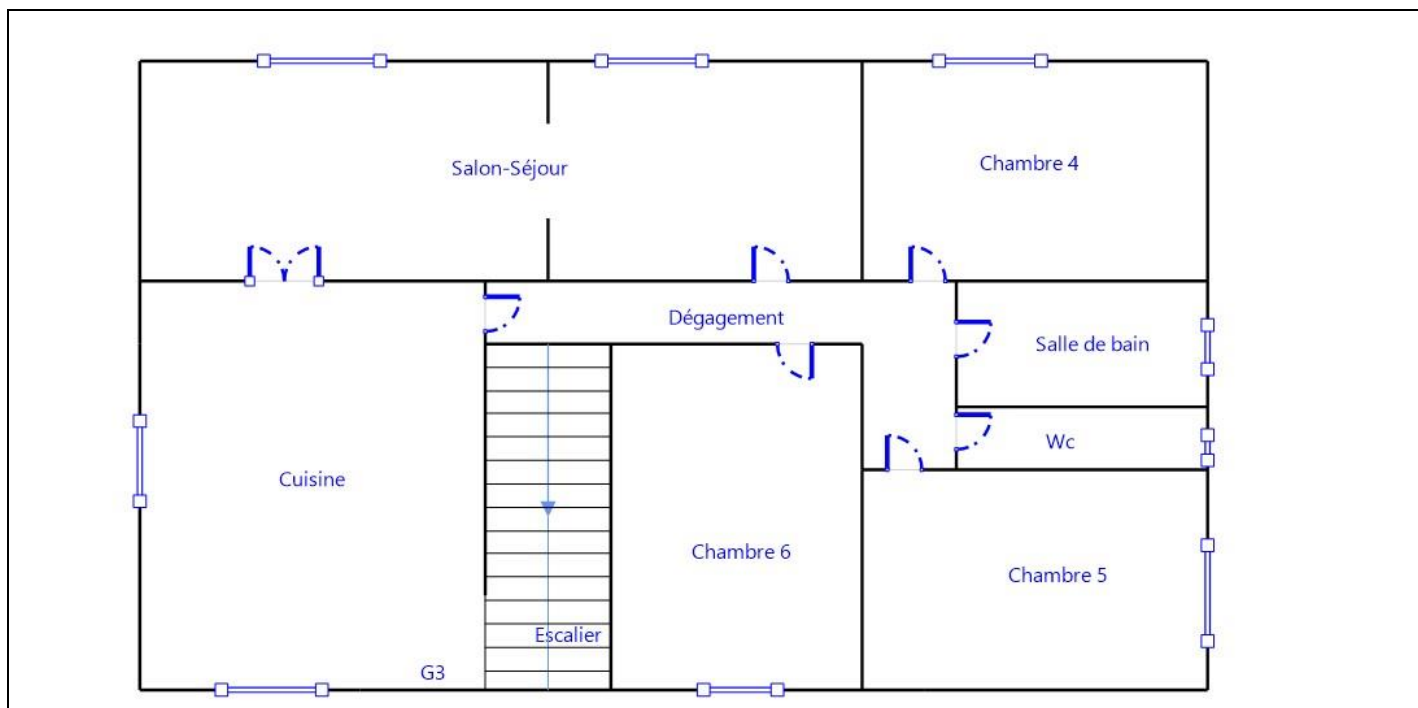 Salon-Séjour
Chambre 4
Dégagement
Salle de bain
Wc
Cuisine
Chambre 6
Chambre 5
Escalier
G3